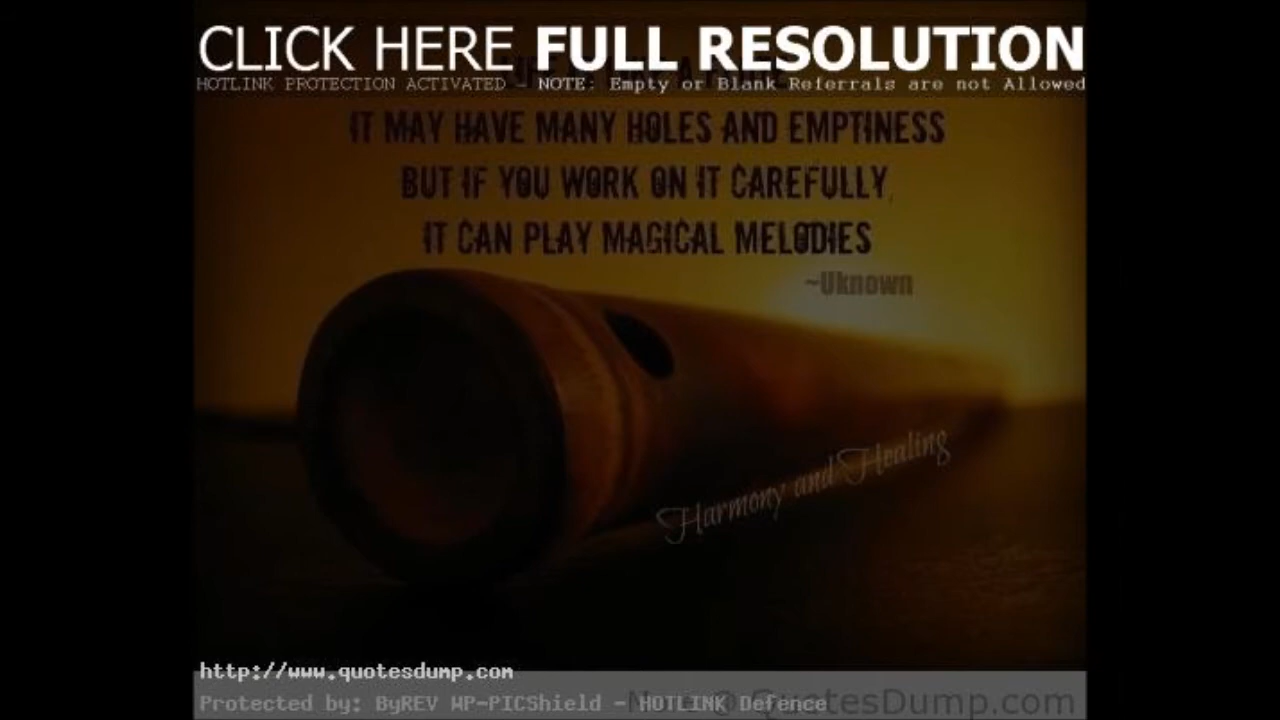 CLICK HERE FULL RESOLUTION
HOTLINK PROTECTION ACTIVATED - NOTE: Empty or Blank Referrals are not Allowed
IT MAY HAVE MANY HOLES AND EMPTINESS
BUT IF YOU WORK ON IT CAREFULLY,
IT CAN PLAY MAGICAL MELODIES
~Uknown
Harmony and Healing
http://www.quotesdump.com
Protected by: ByREV WP-PICShield - HOTLINK Defence
QuotesDump.com